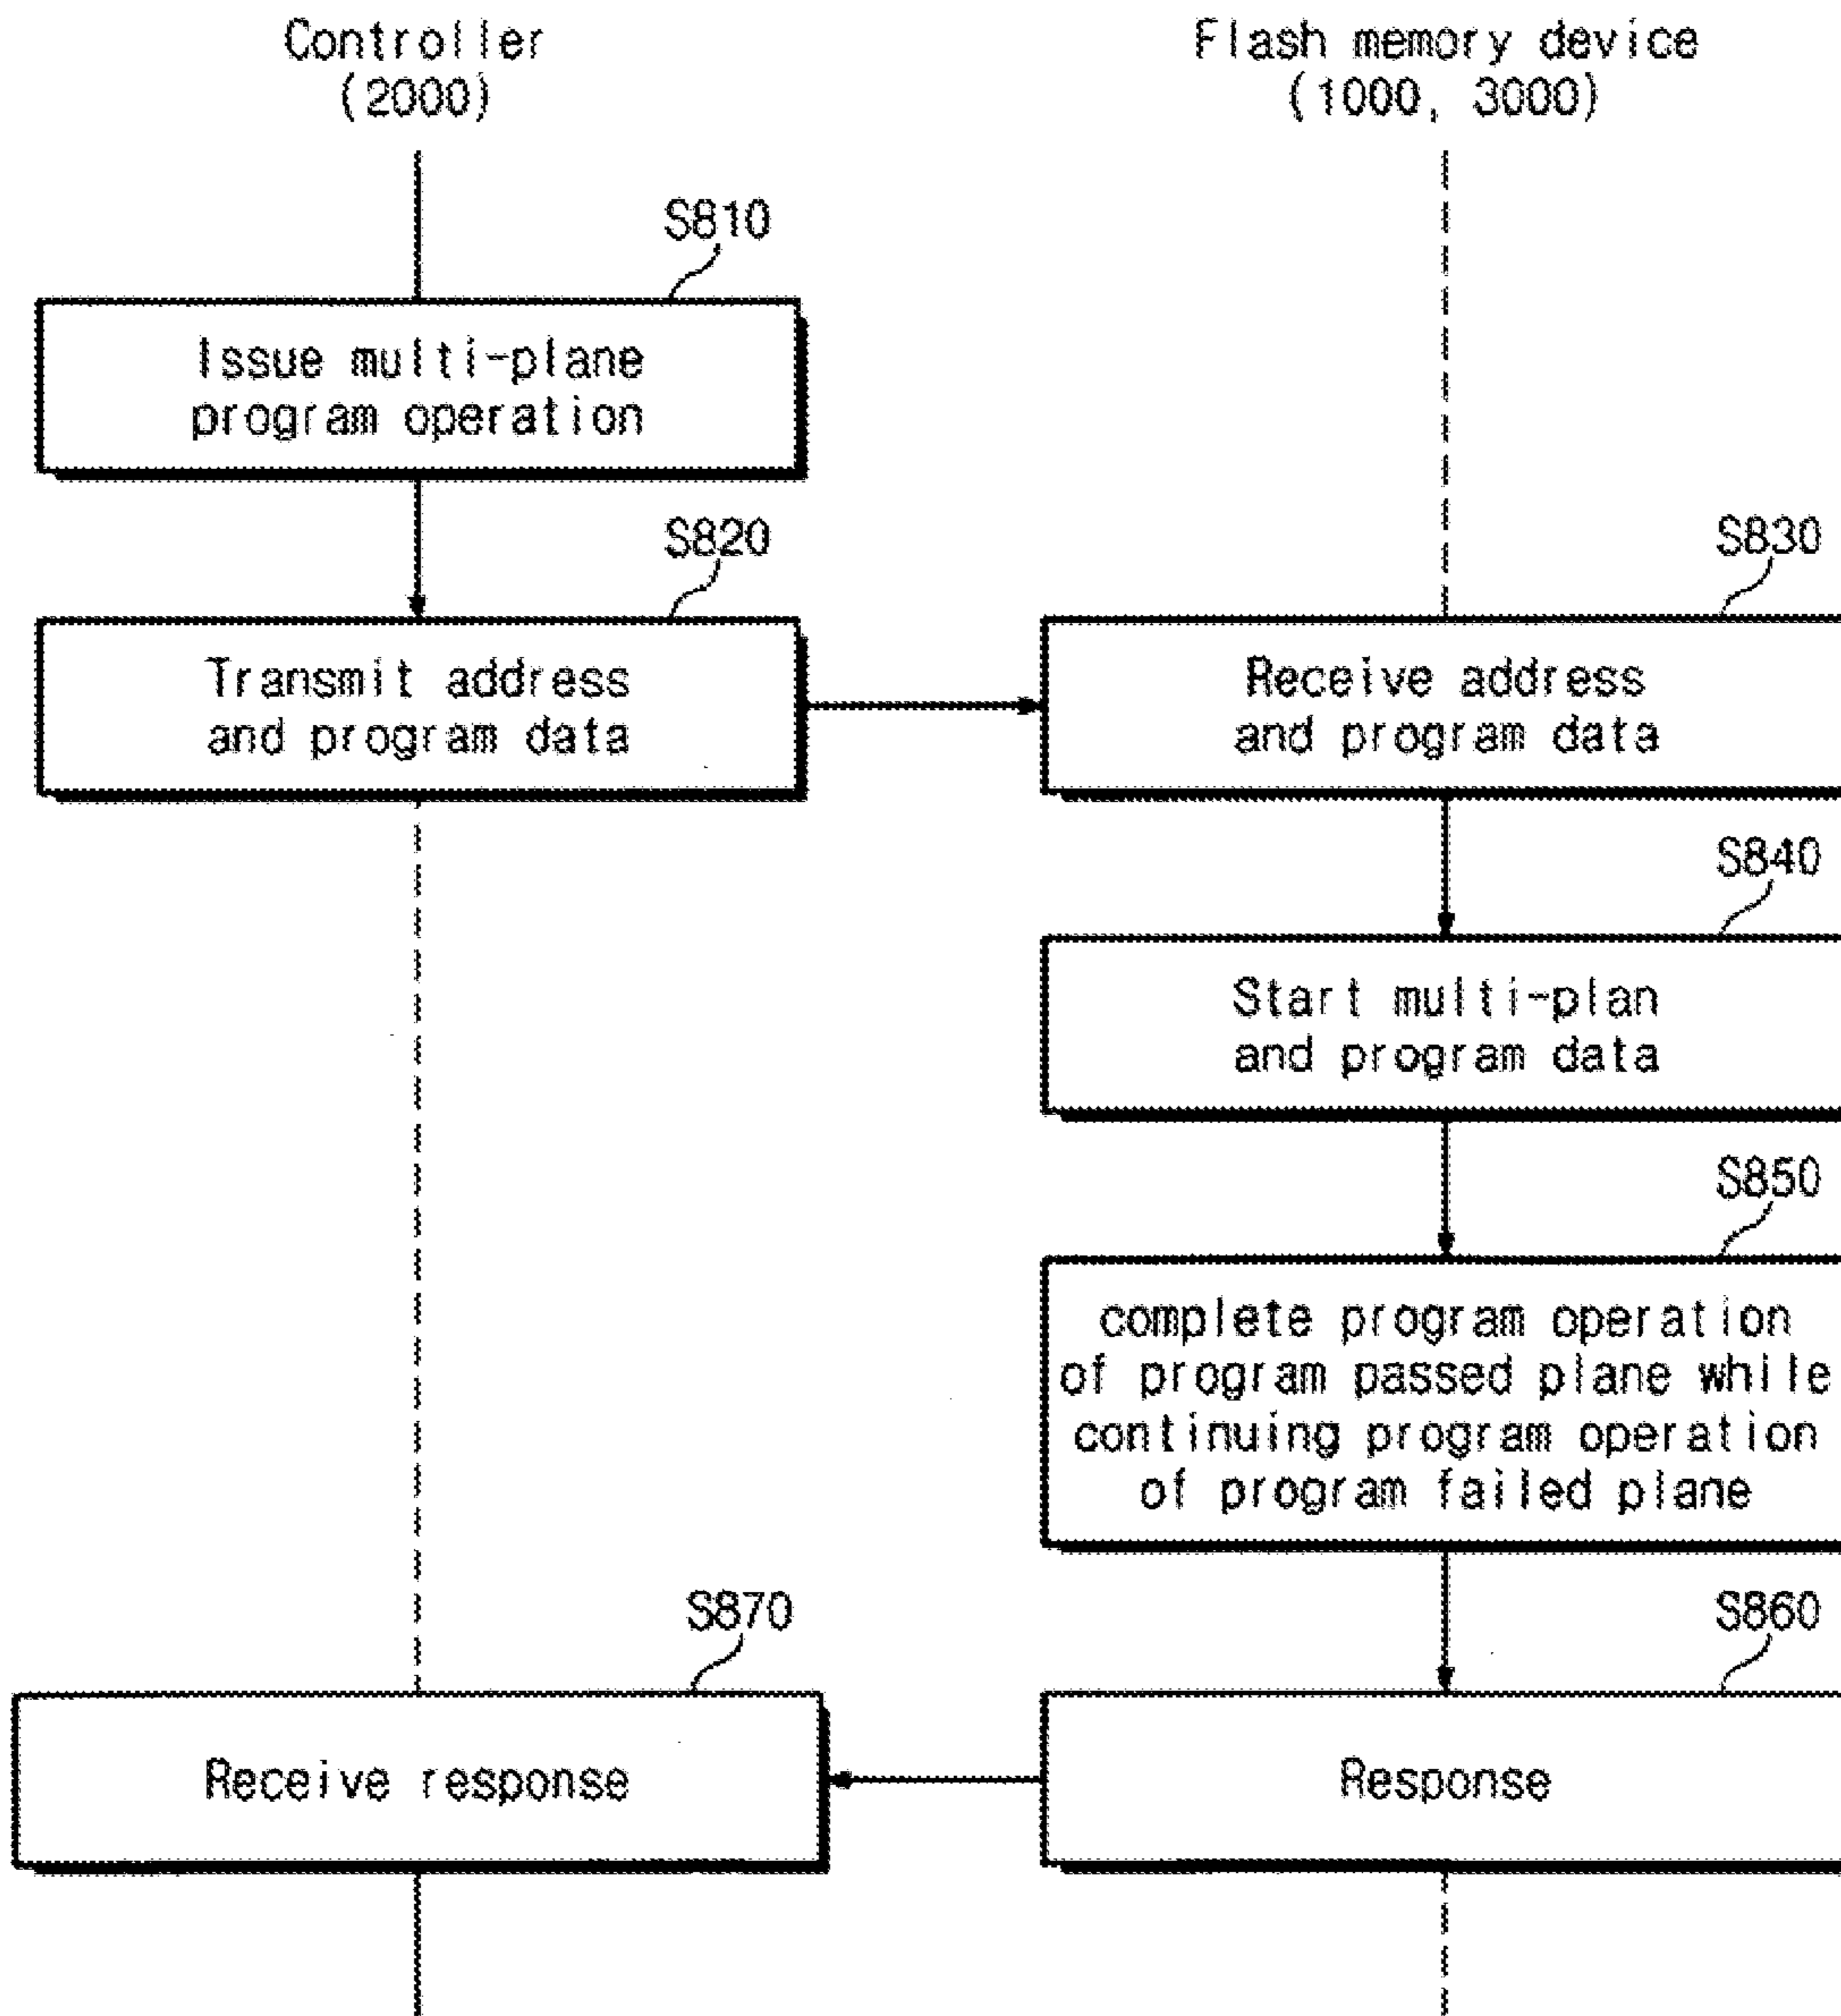 Controller
(2000)
Flash memory device
(1000, 3000)
S810
Issue multi-plane
program operation
S820
Transmit address
and program data
S830
Receive address
and program data
S840
Start multi-plan
and program data
S850
complete program operation
of program passed plane while
continuing program operation
of program failed plane
S860
Response
S870
Receive response